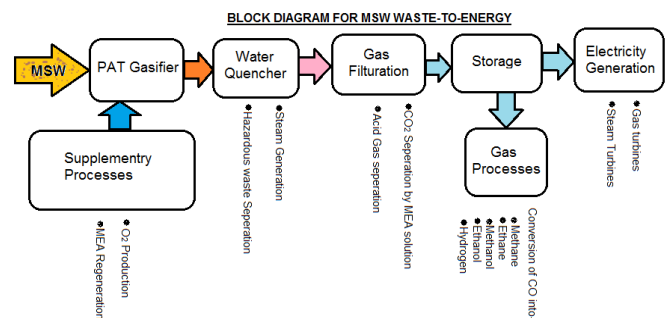 BLOCK DIAGRAM FOR MSW WASTE-TO-ENERGY
MSW
PAT Gasifier
Water
Quencher
Gas
Filturation
Storage
Electricity
Generation
Supplementry
Processes
Gas
Processes
O2 Production
MEA Regeneration
Steam Generation
Hazardous waste Seperation
CO2 Seperation by MEA solution
Acid Gas seperation
Conversion of CO into
Methane
Ethane
Methanol
Ethanol
Hydrogen
Gas turbines
Steam Turbines